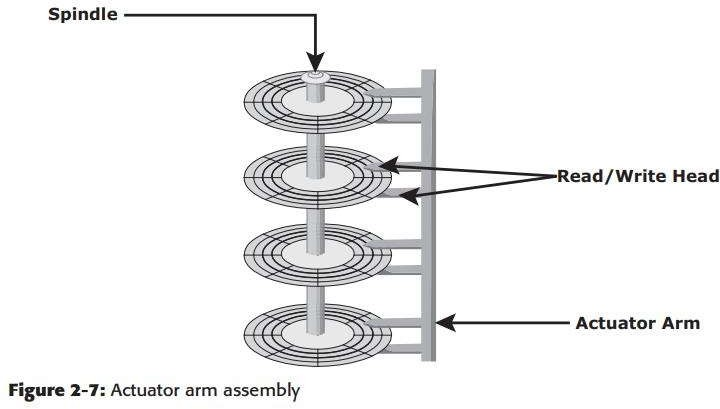 Spindle
Read/Write Head
Actuator Arm
Figure 2-7: Actuator arm assembly